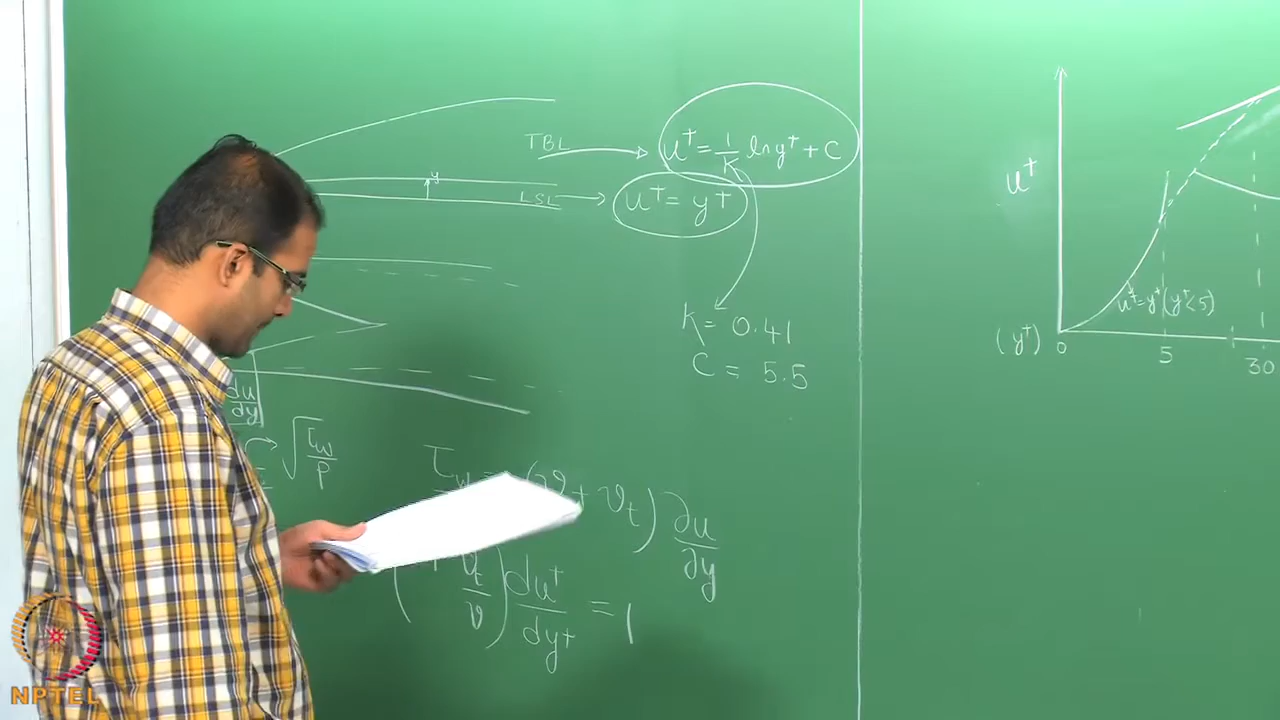 TBL
u⁺ = 1/K ln y⁺ + C
y
LSL
u⁺ = y⁺
K = 0.41
C = 5.5
du/dy
= √(τw/ρ)
τw = (ν + νt) ∂u/∂y
νt/ν) du⁺/dy⁺ = 1
u⁺
u⁺ = y⁺ (y⁺ < 5)
(y⁺) 0 5 30
NPTEL